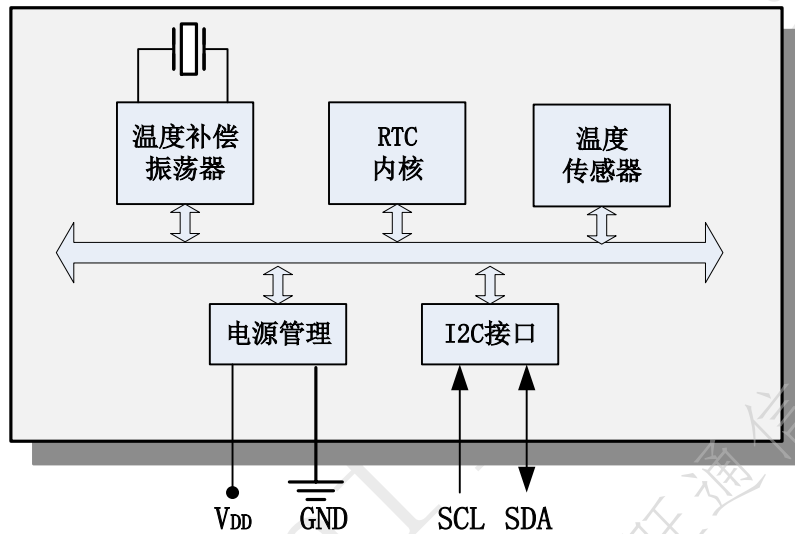 温度补偿
振荡器
RTC
内核
温度
传感器
电源管理
I2C接口
VDD
GND
SCL
SDA